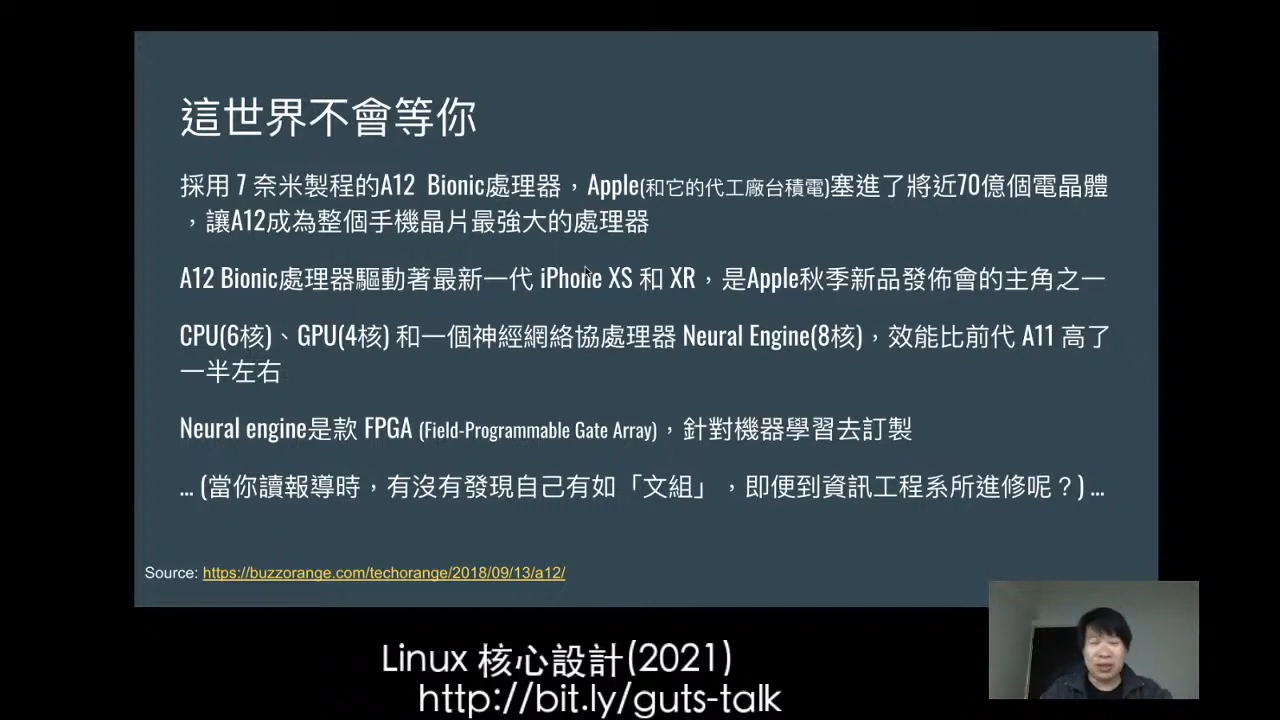 這世界不會等你
採用 7 奈米製程的A12 Bionic處理器，Apple(和它的代工廠台積電)塞進了將近70億個電晶體
，讓A12成為整個手機晶片最強大的處理器
A12 Bionic處理器驅動著最新一代 iPhone XS 和 XR，是Apple秋季新品發佈會的主角之一
CPU(6核)、GPU(4核) 和一個神經網絡協處理器 Neural Engine(8核)，效能比前代 A11 高了
一半左右
Neural engine是款 FPGA (Field-Programmable Gate Array)，針對機器學習去訂製
... (當你讀報導時，有沒有發現自己有如「文組」，即便到資訊工程系所進修呢？) ...
Source: https://buzzorange.com/techorange/2018/09/13/a12/
Linux 核心設計(2021)
http://bit.ly/guts-talk